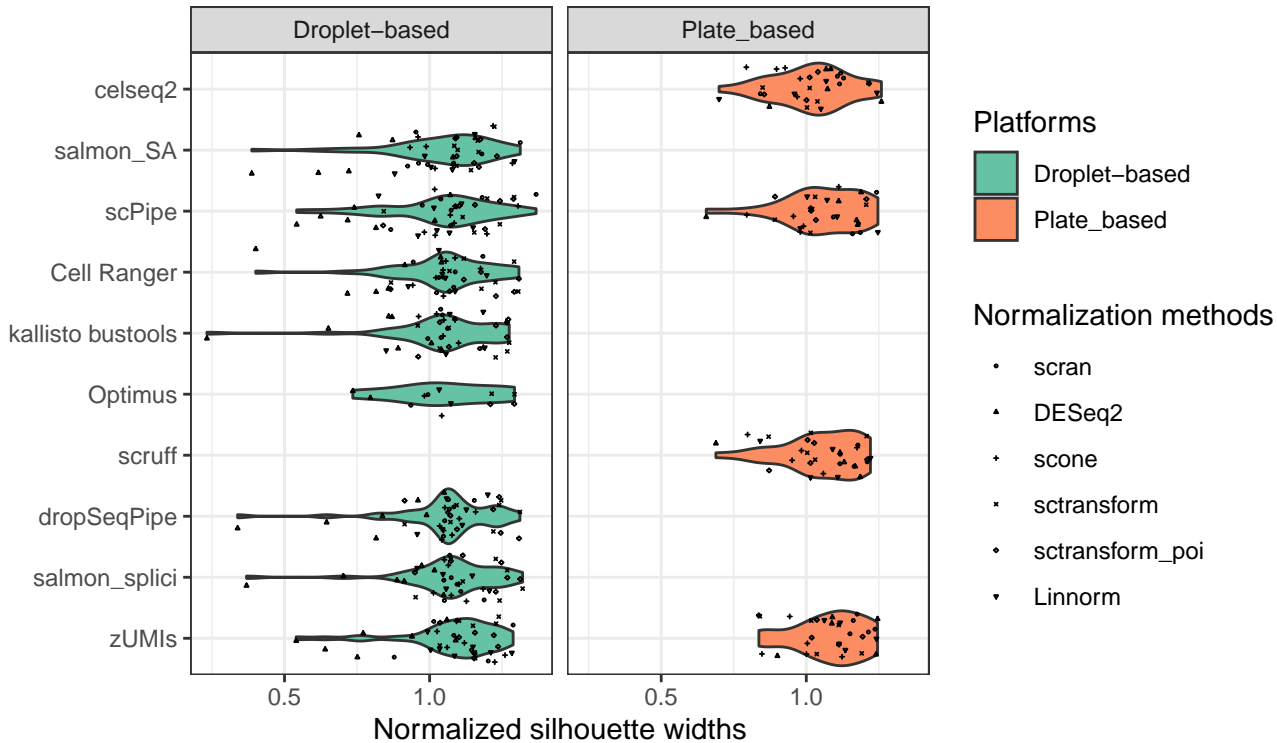 Droplet−based
Plate_based
celseq2
salmon_SA
scPipe
Cell Ranger
kallisto bustools
Optimus
scruff
dropSeqPipe
salmon_splici
zUMIs
0.5
1.0
0.5
1.0
Normalized silhouette widths
Platforms
Droplet−based
Plate_based
Normalization methods
scran
DESeq2
scone
sctransform
sctransform_poi
Linnorm